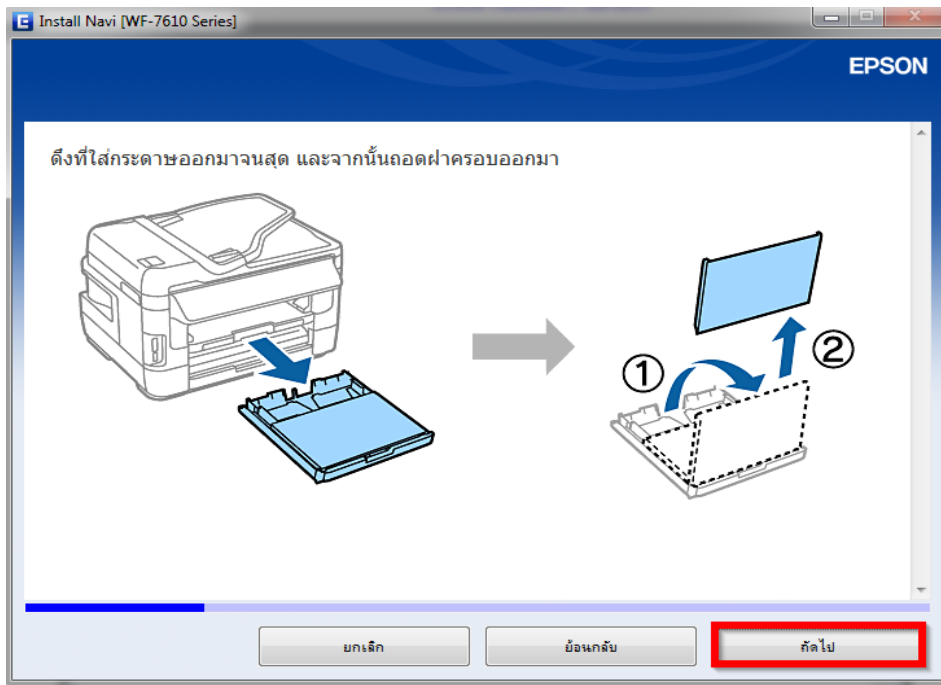 Install Navi [WF-7610 Series]
EPSON
ดึงที่ใส่กระดาษออกมาจนสุด และจากนั้นถอดฝาครอบออกมา
① ②
ยกเลิก ย้อนกลับ ถัดไป